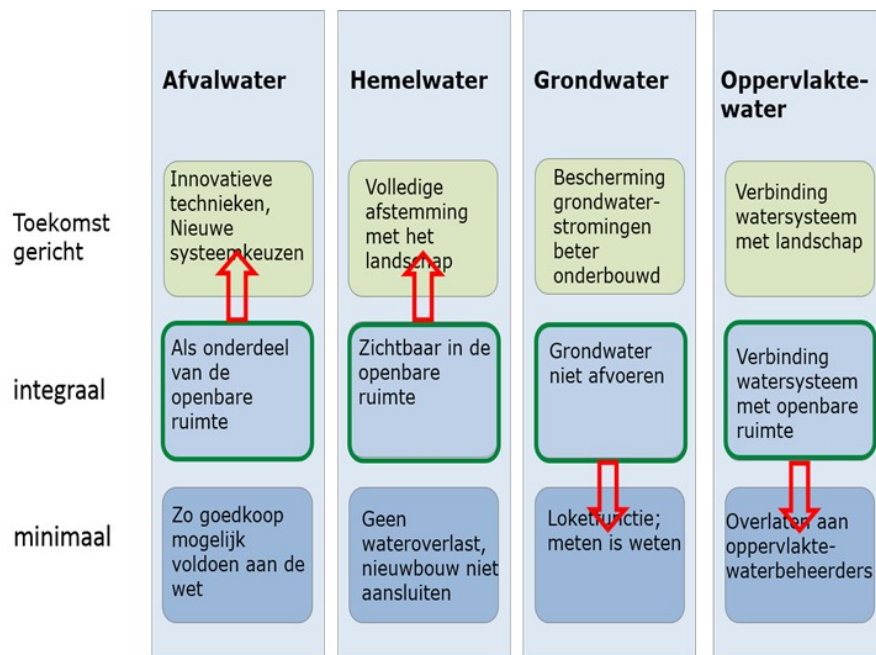 Afvalwater
Hemelwater
Grondwater
Oppervlakte-
water
Toekomst
gericht
Innovatieve
technieken,
Nieuwe
systeemkeuzen
Volledige
afstemming
met het
landschap
Bescherming
grondwater-
stromingen
beter
onderbouwd
Verbinding
watersysteem
met landschap
integraal
Als onderdeel
van de
openbare
ruimte
Zichtbaar in de
openbare
ruimte
Grondwater
niet afvoeren
Verbinding
watersysteem
met openbare
ruimte
minimaal
Zo goedkoop
mogelijk
voldoen aan de
wet
Geen
wateroverlast,
nieuwbouw niet
aansluiten
Loketfunctie;
meten is weten
Overlaten aan
oppervlakte-
waterbeheerders